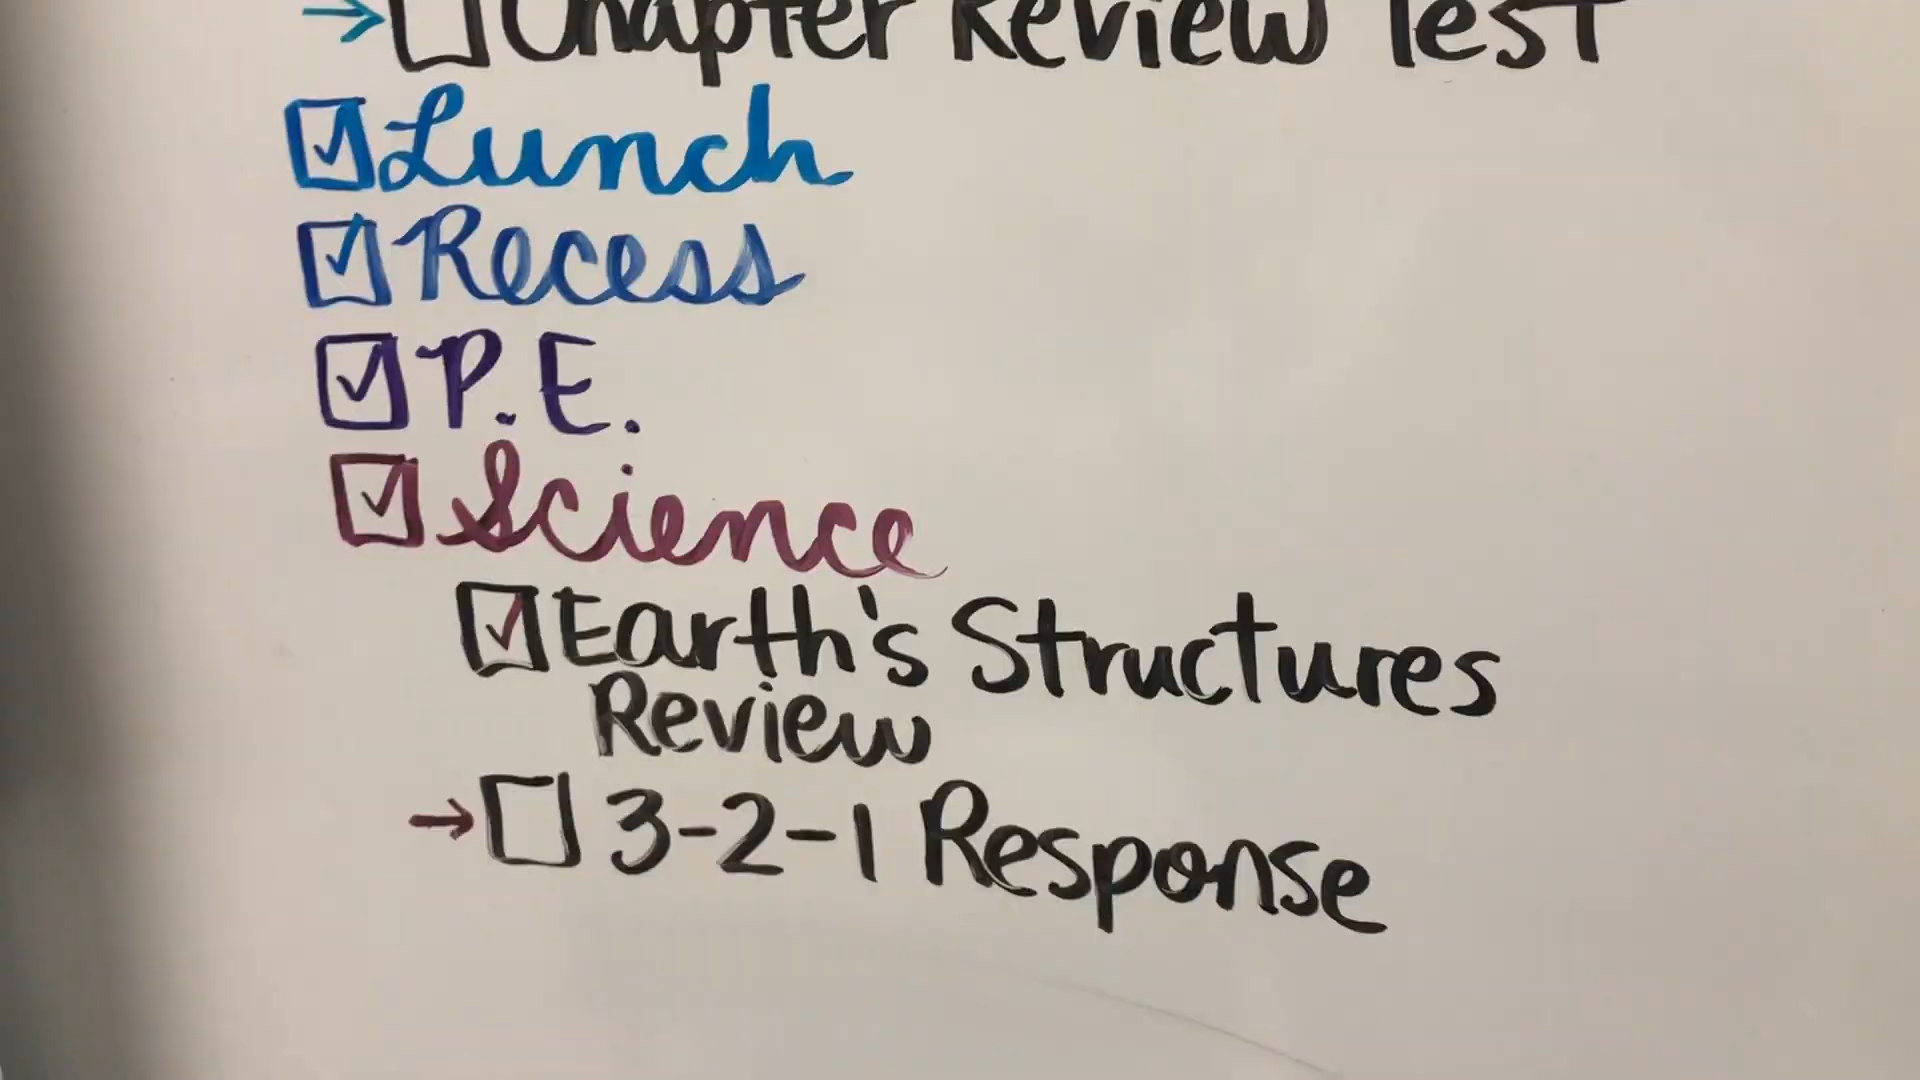 →☐ Chapter Review Test
☑ Lunch
☑ Recess
☑ P.E.
☑ Science
☑ Earth's Structures
Review
→☐ 3-2-1 Response